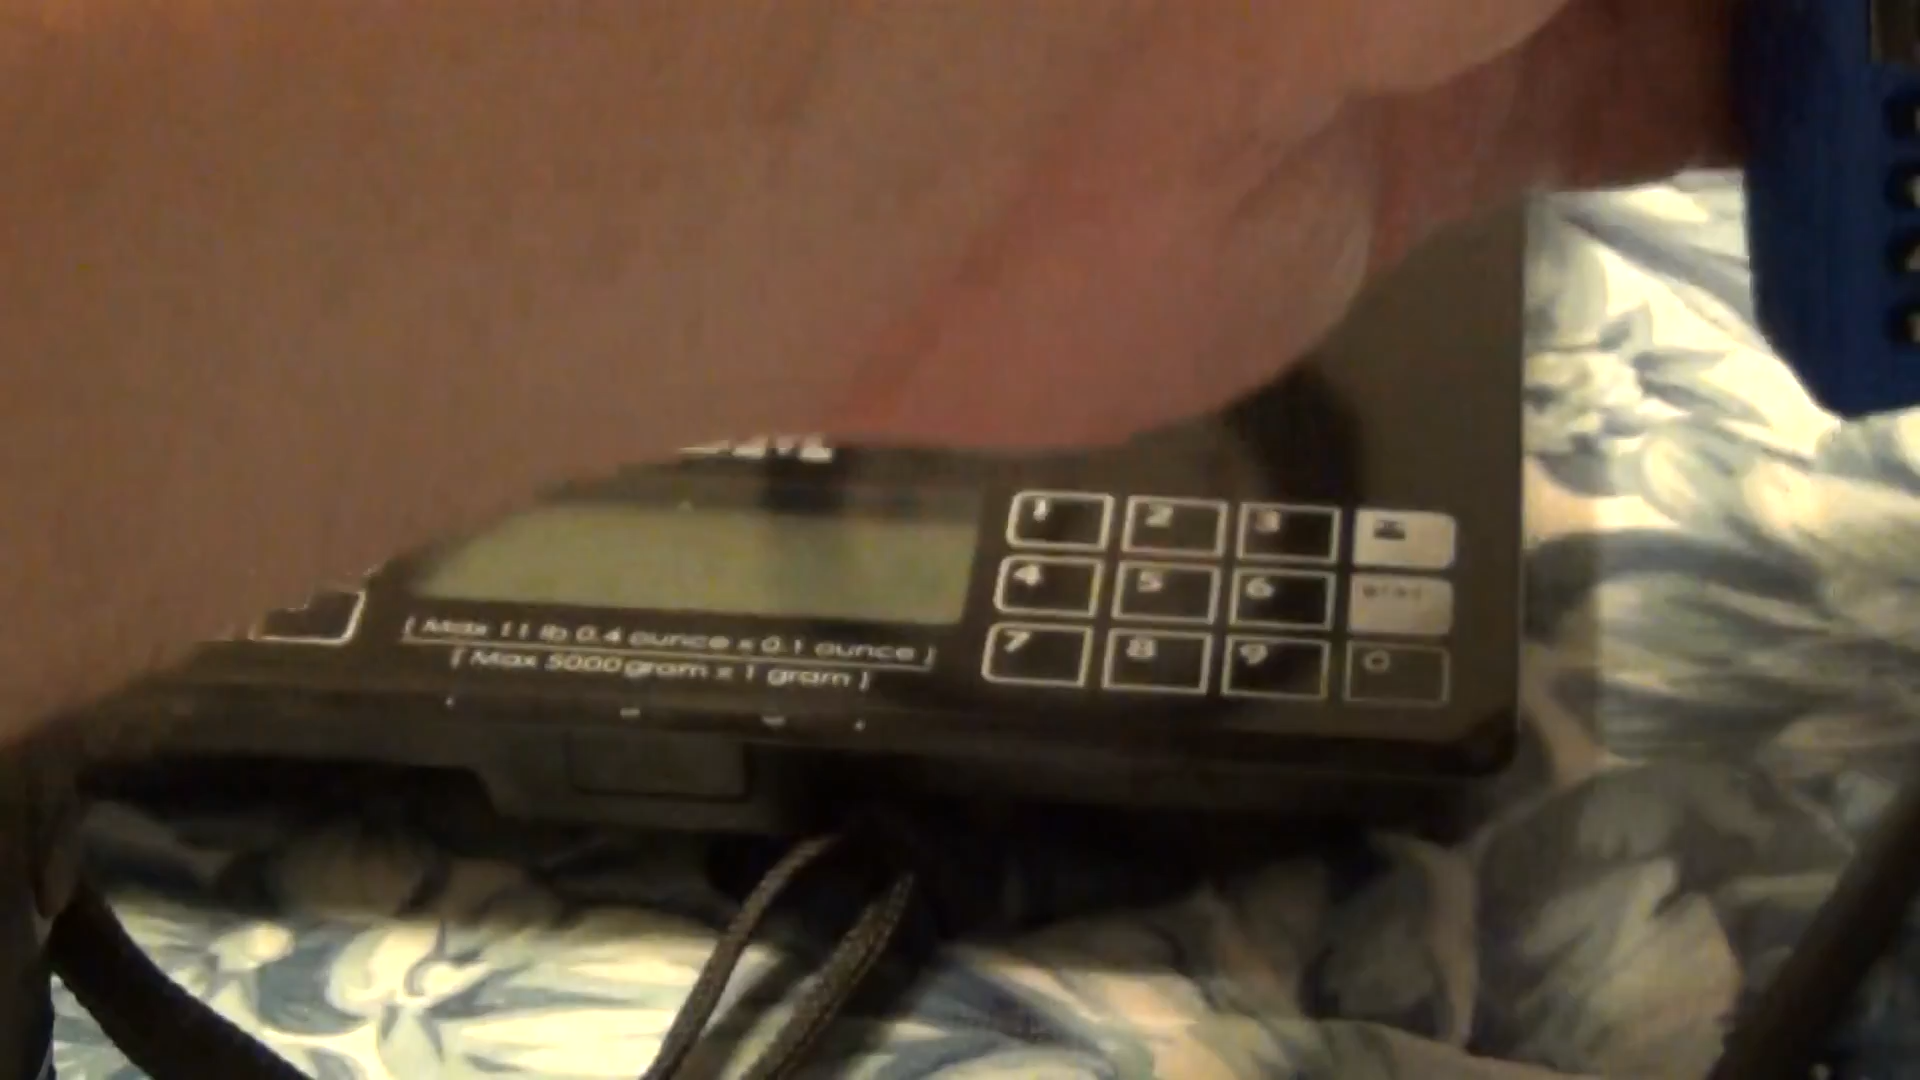 1 2 3
4 5 6
[ Max 11 lb 0.4 ounce x 0.1 ounce ]
7 8 9
[ Max 5000 gram x 1 gram ]